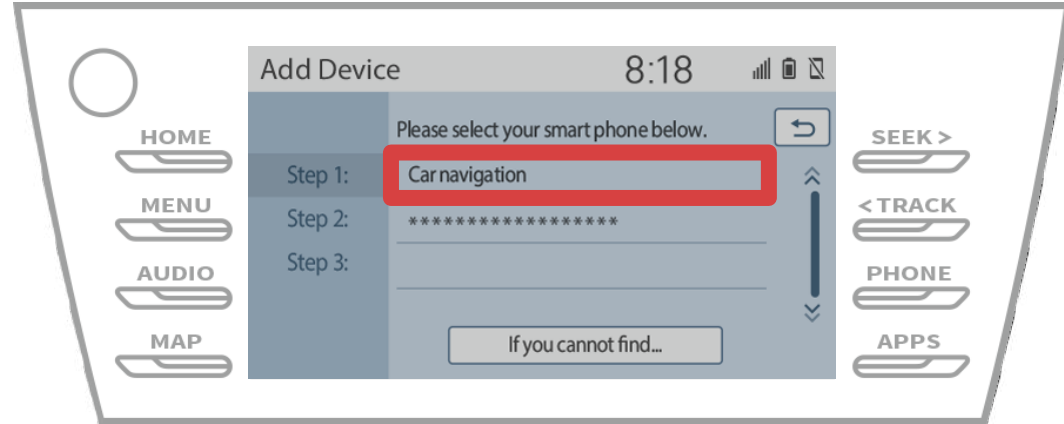 Add Device 8:18
HOME
MENU
AUDIO
MAP
Please select your smart phone below.
Step 1: Car navigation
Step 2: ******************
Step 3:
If you cannot find...
SEEK >
< TRACK
PHONE
APPS